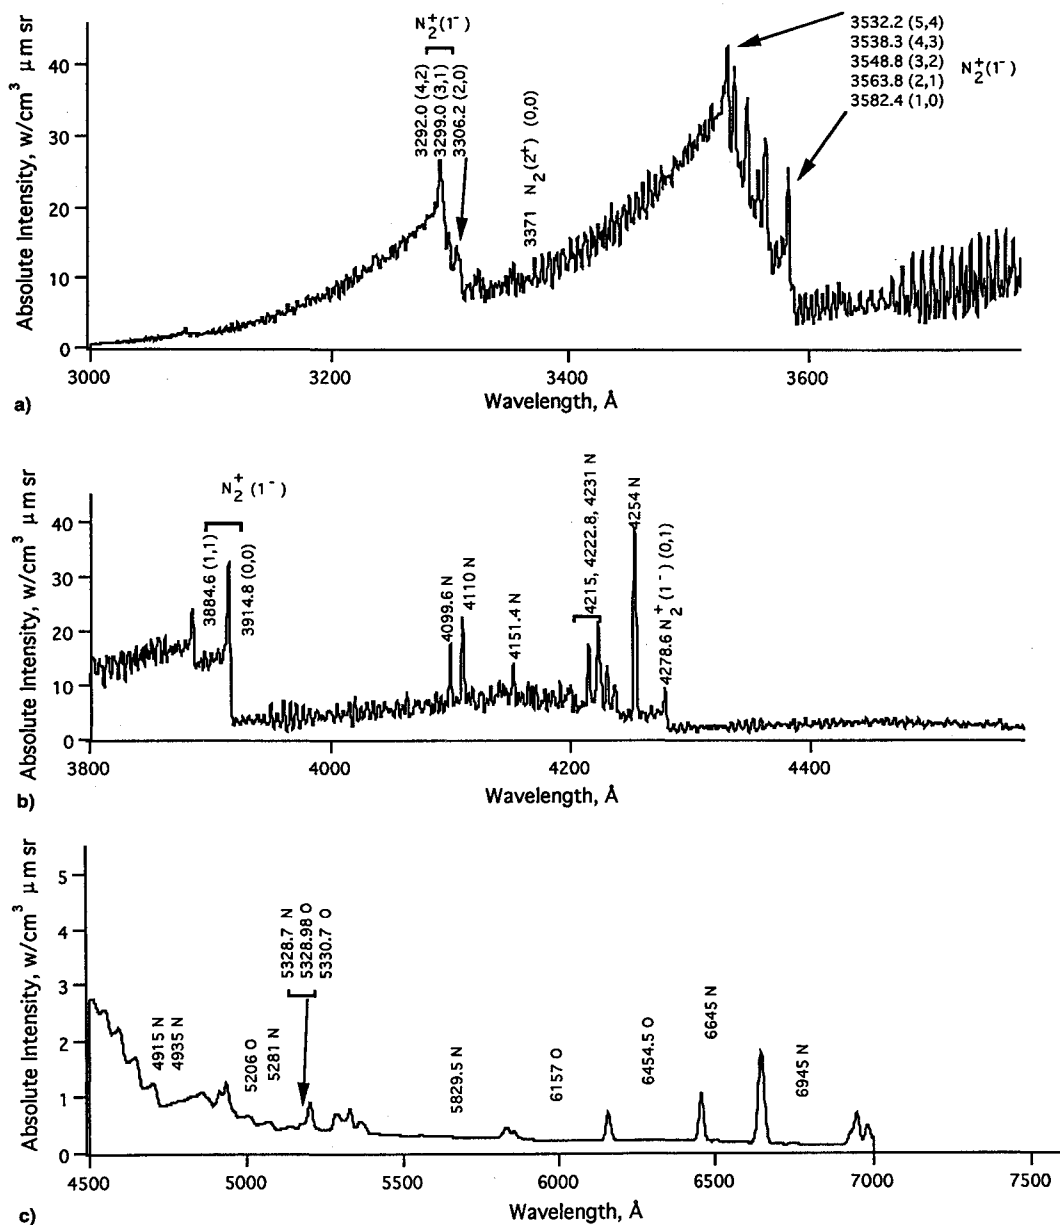 N2+(1-)
3292.0 (4,2)
3299.0 (3,1)
3306.2 (2,0)
3371 N2(2+) (0,0)
3532.2 (5,4)
3538.3 (4,3)
3548.8 (3,2)
3563.8 (2,1)
3582.4 (1,0)
N2+(1-)
Absolute Intensity, w/cm3 μm sr
40
30
20
10
0
3000 3200 3400 3600
Wavelength, Å
a)
N2+(1-)
3884.6 (1,1)
3914.8 (0,0)
4099.6 N
4110 N
4151.4 N
4215, 4222.8, 4231 N
4254 N
4278.6 N2+(1-) (0,1)
Absolute Intensity, w/cm3 μm sr
40
30
20
10
0
3800 4000 4200 4400
Wavelength, Å
b)
Absolute Intensity, w/cm3 μm sr
5
4
3
2
1
0
4915 N
4935 N
5206 O
5281 N
5328.7 N
5328.98 O
5330.7 O
5829.5 N
6157 O
6454.5 O
6645 N
6945 N
4500 5000 5500 6000 6500 7000 7500
Wavelength, Å
c)